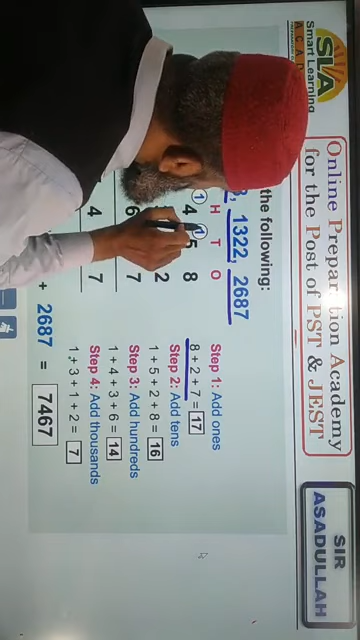 SLA
Smart Learning
Online Preparation Academy
for the Post of PST & JEST
SIR
ASADULLAH
the following:
1322, 2687
H T O
1 1
4 5 8
2
6 7
4 7
Step 1: Add ones
8 + 2 + 7 = 17
Step 2: Add tens
1 + 5 + 2 + 8 = 16
Step 3: Add hundreds
1 + 4 + 3 + 6 = 14
Step 4: Add thousands
1 + 3 + 1 + 2 = 7
+ 2687 = 7467